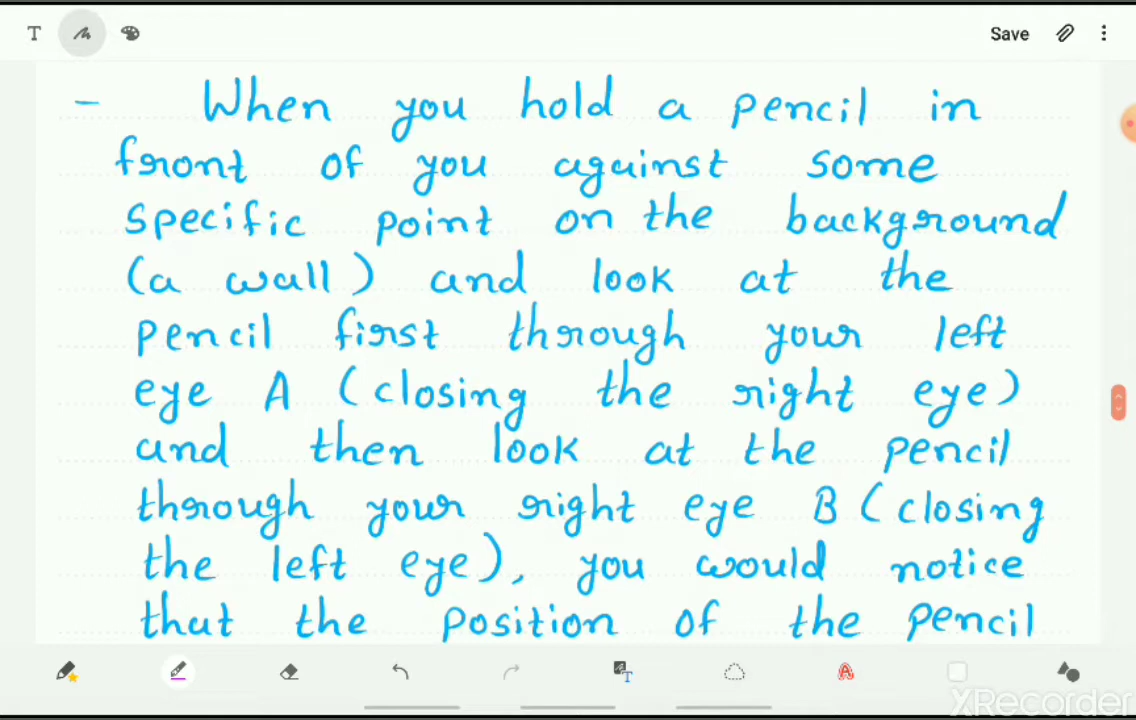 T
Save
- When you hold a pencil in
front of you against some
specific point on the background
(a wall) and look at the
pencil first through your left
eye A (closing the right eye)
and then look at the pencil
through your right eye B (closing
the left eye), you would notice
that the position of the pencil
XRecorder